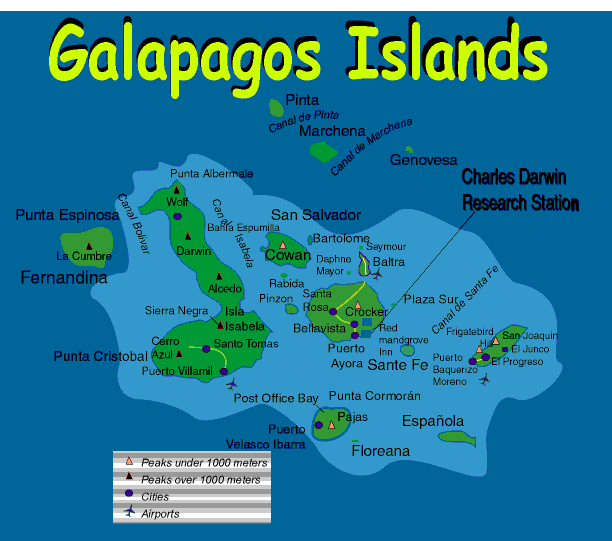 Galapagos Islands
Pinta
Canal de Pinta
Marchena
Canal de Marchena
Genovesa
Charles Darwin
Research Station
Punta Albermale
Wolf
Canal Bolivar
Canal Isabela
Punta Espinosa
La Cumbre
Fernandina
Darwin
Bahia Espumilla
San Salvador
Bartolome
Cowan
Seymour
Baltra
Daphne
Mayor
Alcedo
Rabida
Pinzon
Santa
Rosa
Crocker
Plaza Sur
Canal de Santa Fe
Sierra Negra
Isla
Isabela
Bellavista
Red
mandgrove
Inn
Frigatebird
Hill
San Joaquin
El Junco
El Progreso
Punta Cristobal
Cerro
Azul
Santo Tomas
Puerto Villamil
Puerto
Ayora
Sante Fe
Puerto
Baquerizo
Moreno
Post Office Bay
Punta Cormorán
Pajas
Puerto
Velasco Ibarra
Floreana
Española
Peaks under 1000 meters
Peaks over 1000 meters
Cities
Airports